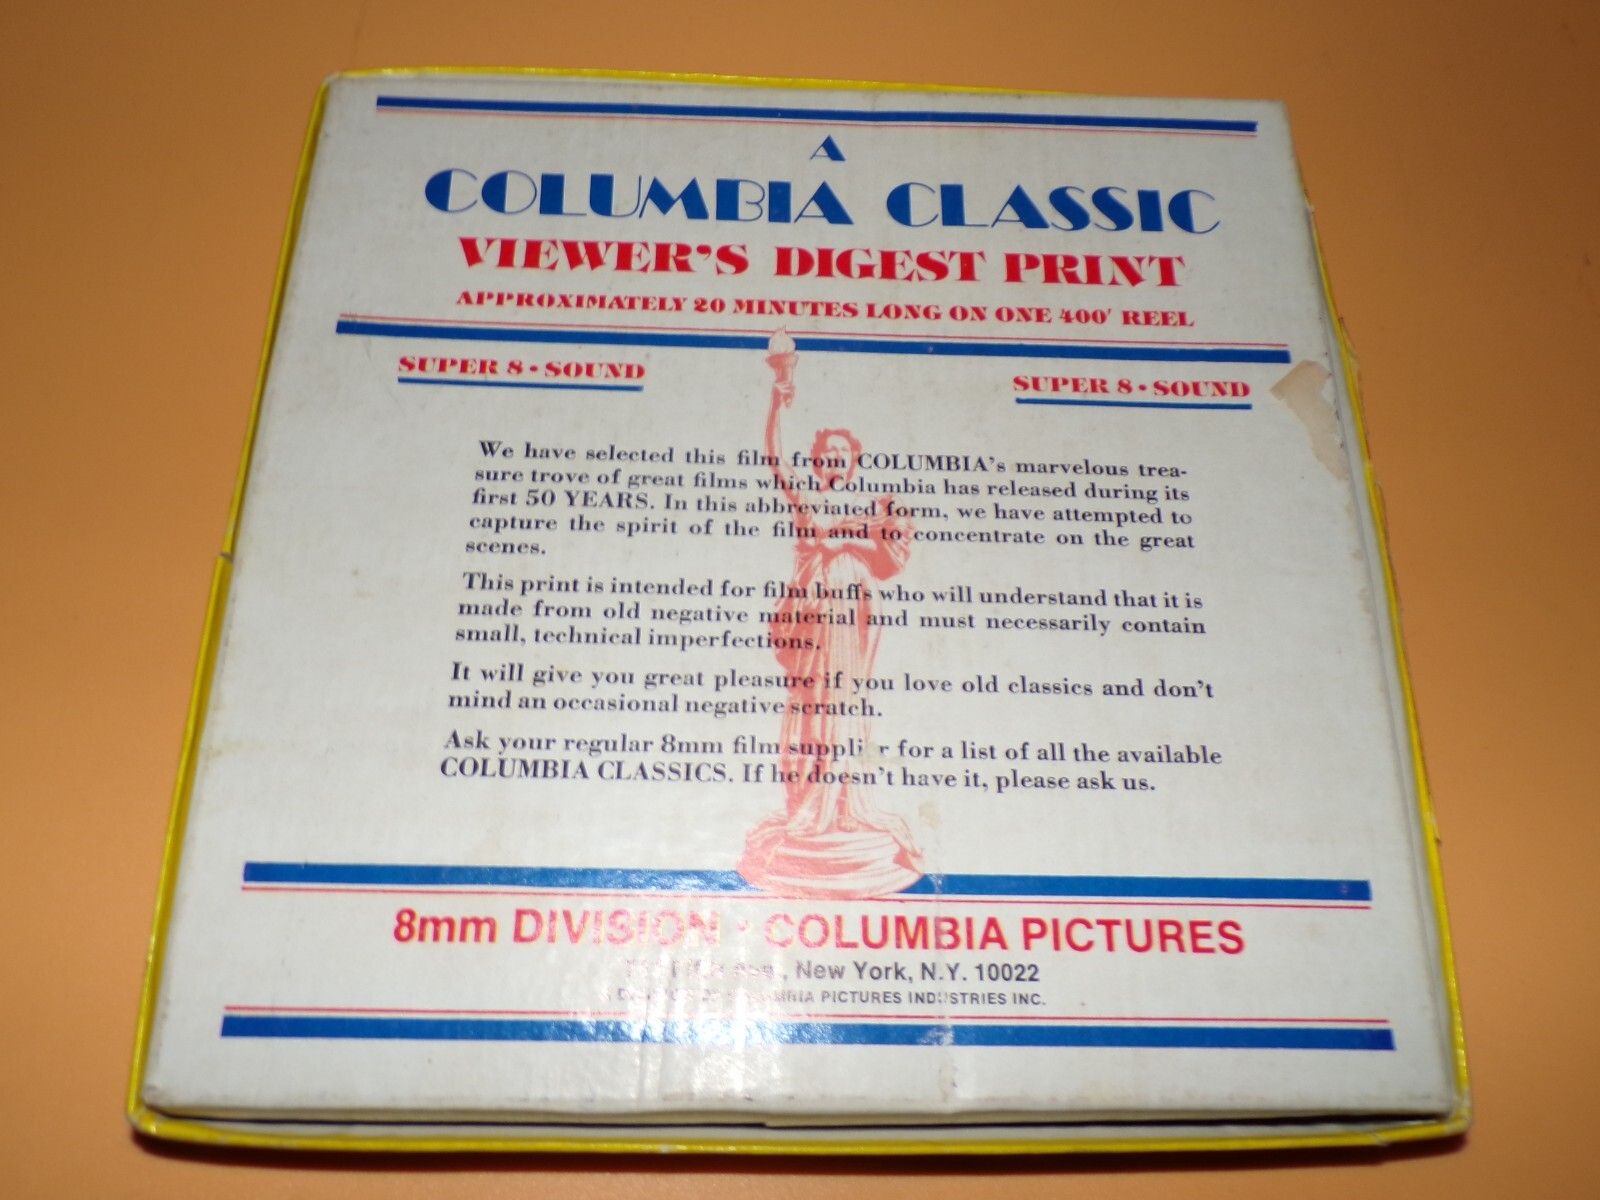 A
COLUMBIA CLASSIC
VIEWER'S DIGEST PRINT
APPROXIMATELY 20 MINUTES LONG ON ONE 400' REEL
SUPER 8 • SOUND
SUPER 8 • SOUND
We have selected this film from COLUMBIA's marvelous trea-
sure trove of great films which Columbia has released during its
first 50 YEARS. In this abbreviated form, we have attempted to
capture the spirit of the film and to concentrate on the great
scenes.
This print is intended for film buffs who will understand that it is
made from old negative material and must necessarily contain
small, technical imperfections.
It will give you great pleasure if you love old classics and don't
mind an occasional negative scratch.
Ask your regular 8mm film supplier for a list of all the available
COLUMBIA CLASSICS. If he doesn't have it, please ask us.
8mm DIVISION • COLUMBIA PICTURES
New York, N.Y. 10022
COLUMBIA PICTURES INDUSTRIES INC.